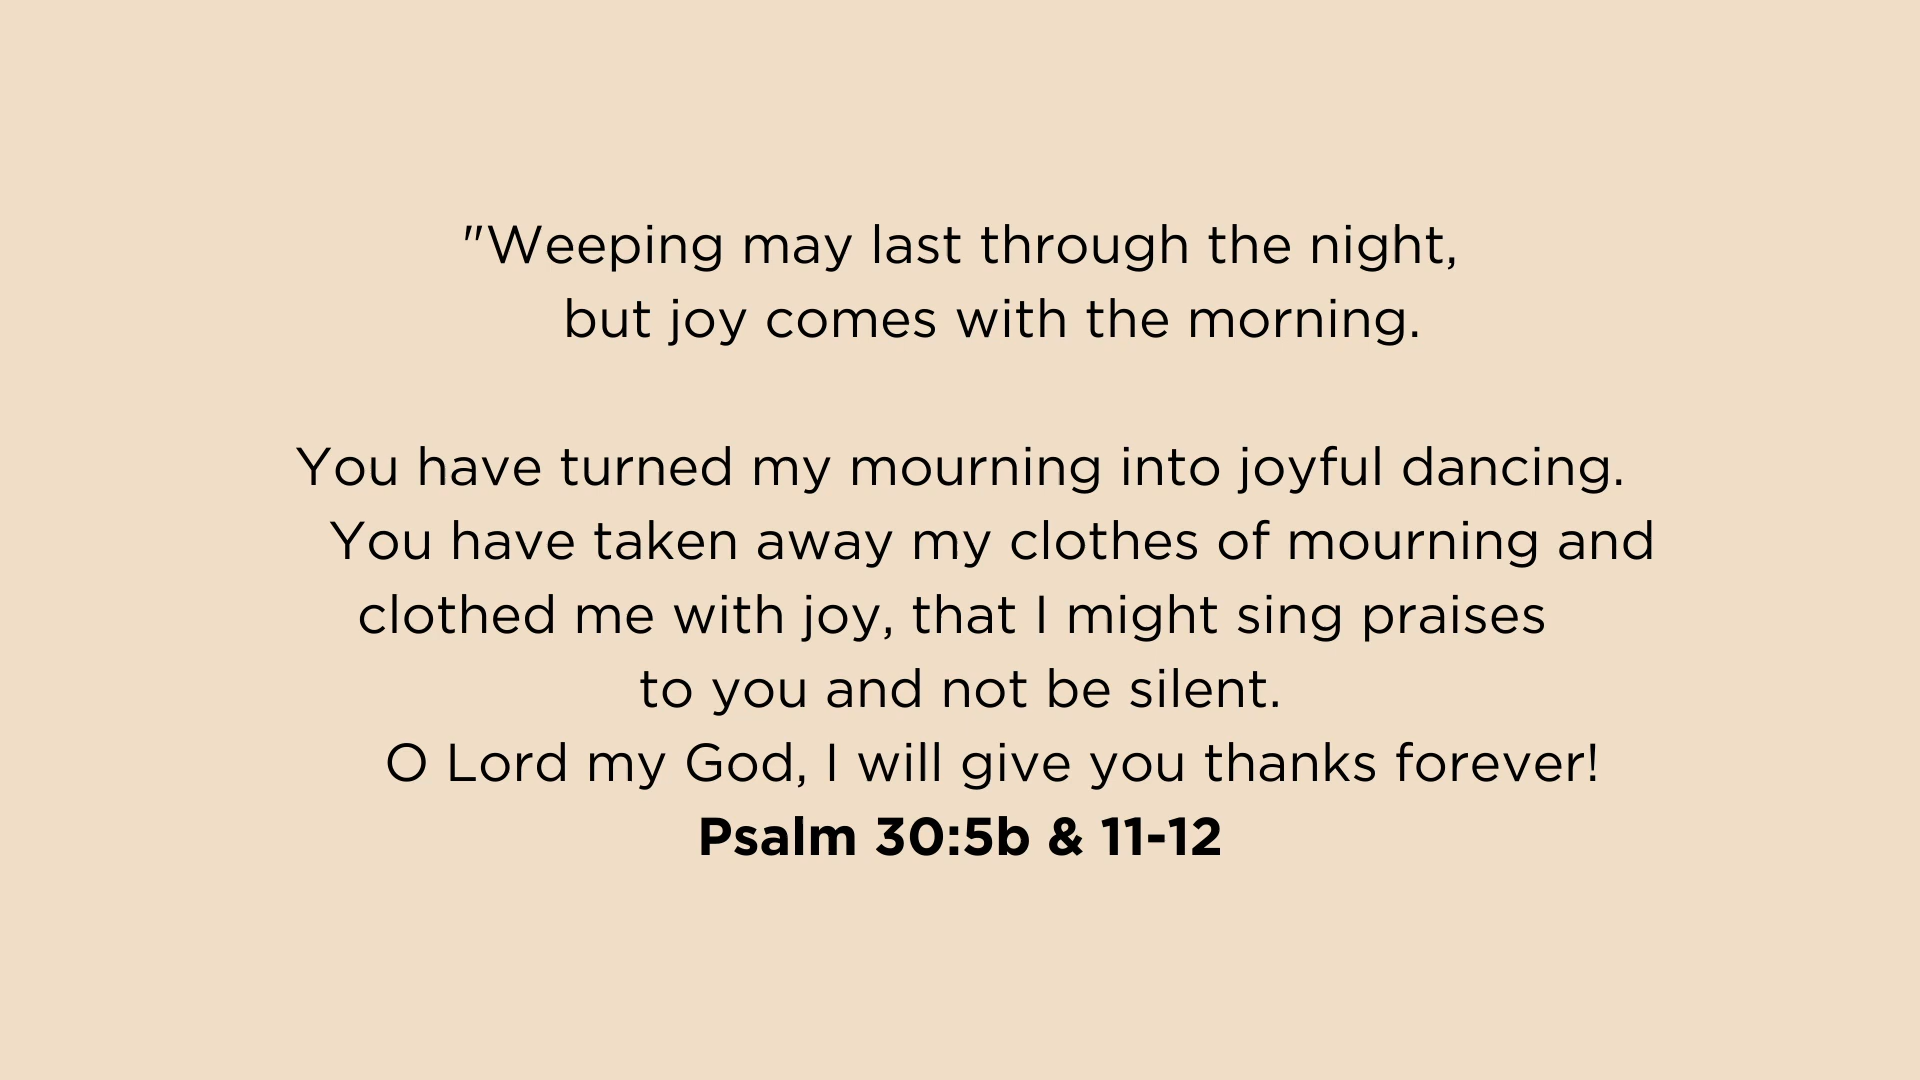 "Weeping may last through the night,
but joy comes with the morning.
You have turned my mourning into joyful dancing.
You have taken away my clothes of mourning and
clothed me with joy, that I might sing praises
to you and not be silent.
O Lord my God, I will give you thanks forever!
Psalm 30:5b & 11-12